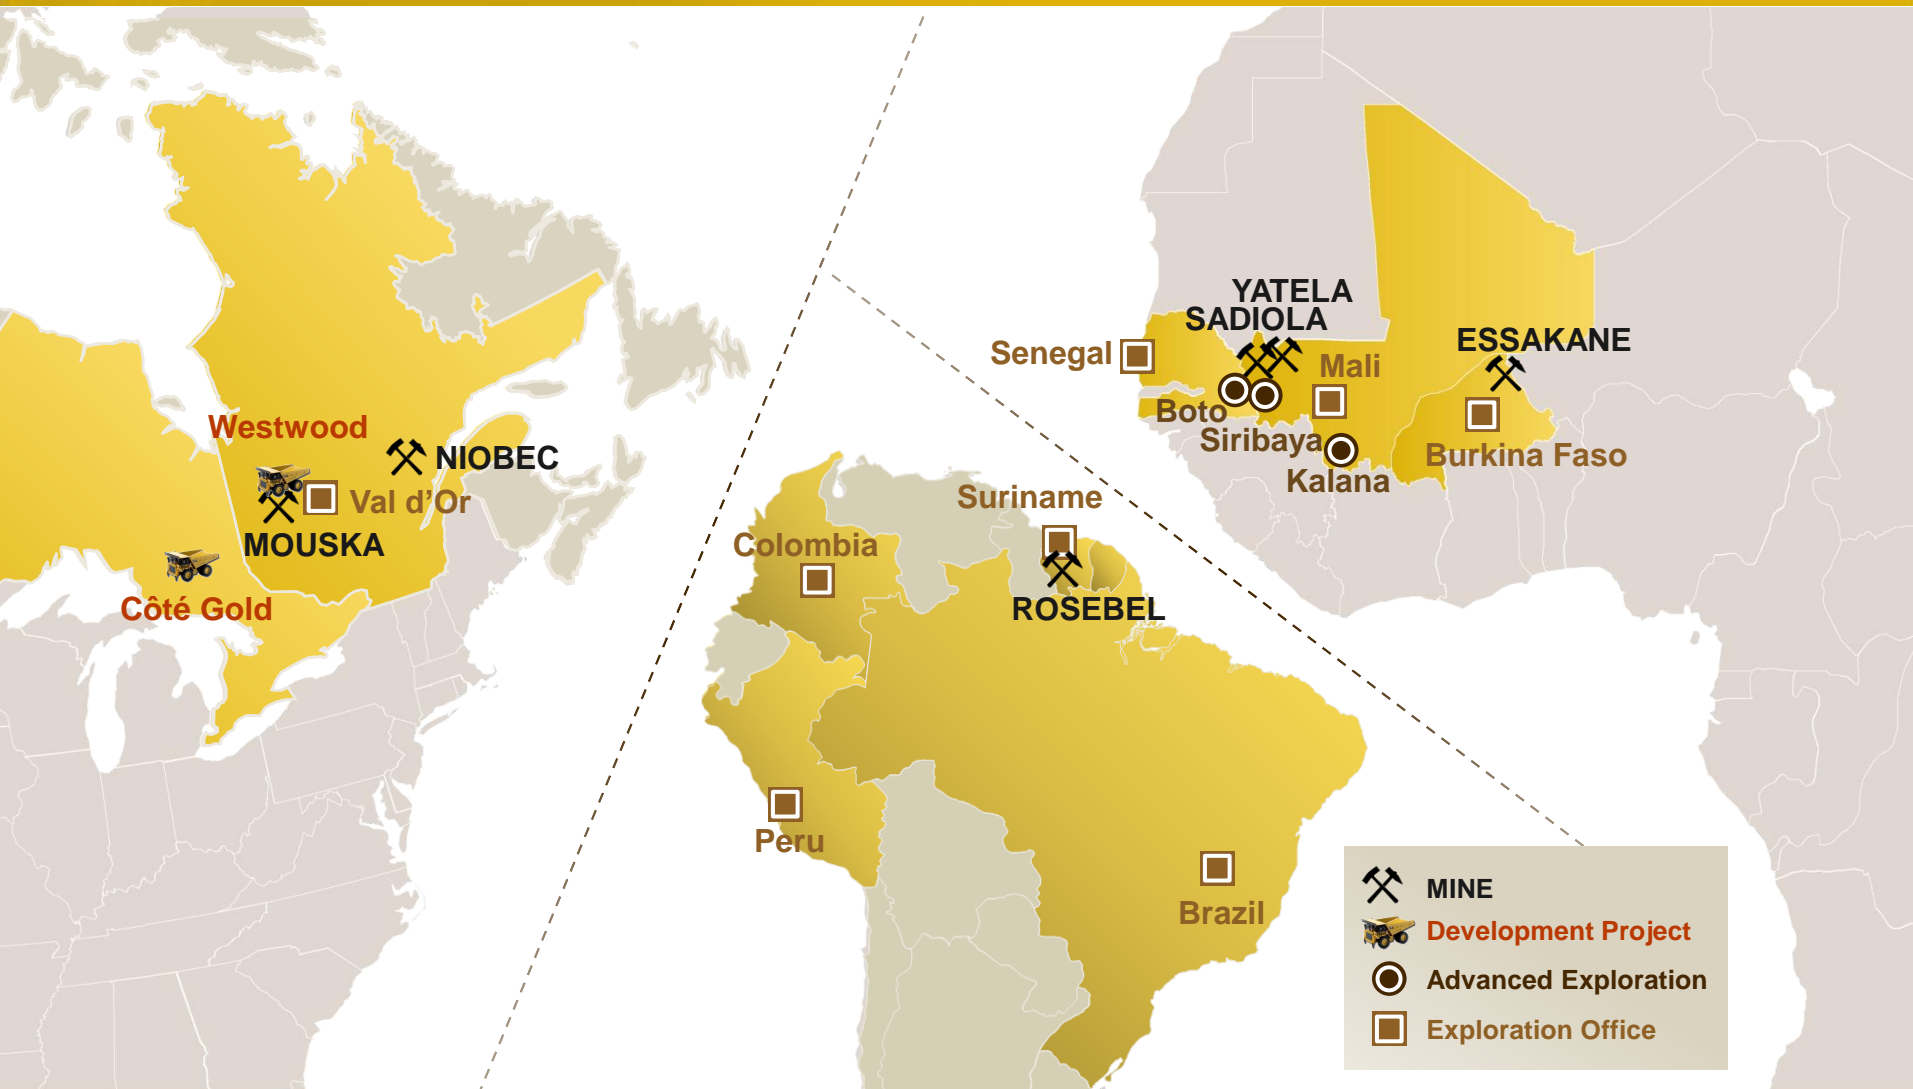 Westwood
NIOBEC
Val d'Or
MOUSKA
Côté Gold
YATELA
SADIOLA
ESSAKANE
Senegal
Mali
Boto
Siribaya
Burkina Faso
Kalana
Suriname
Colombia
ROSEBEL
Peru
Brazil
MINE
Development Project
Advanced Exploration
Exploration Office